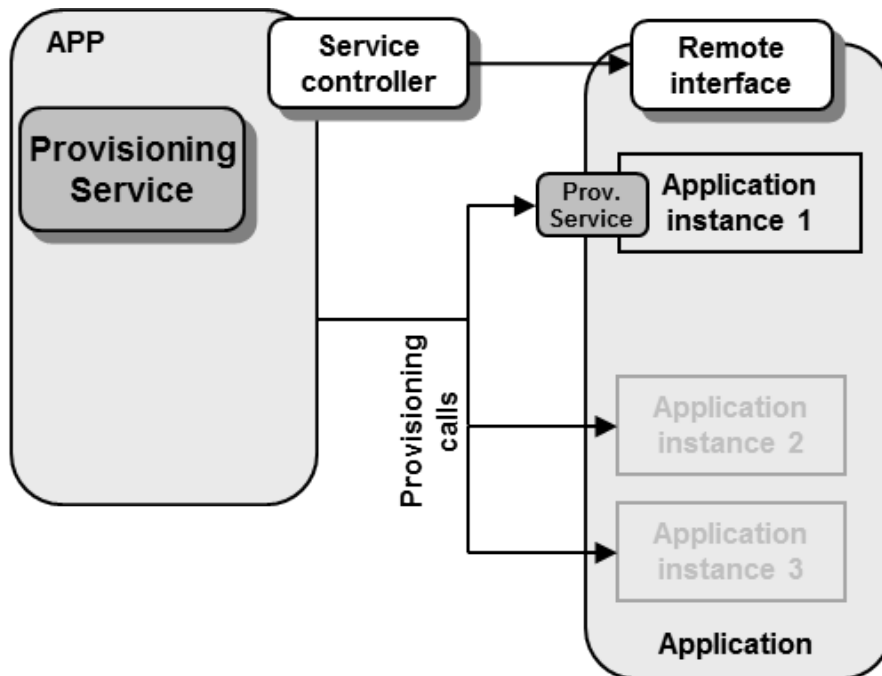 APP
Service
controller
Remote
interface
Provisioning
Service
Prov.
Service
Application
instance 1
Provisioning
calls
Application
instance 2
Application
instance 3
Application